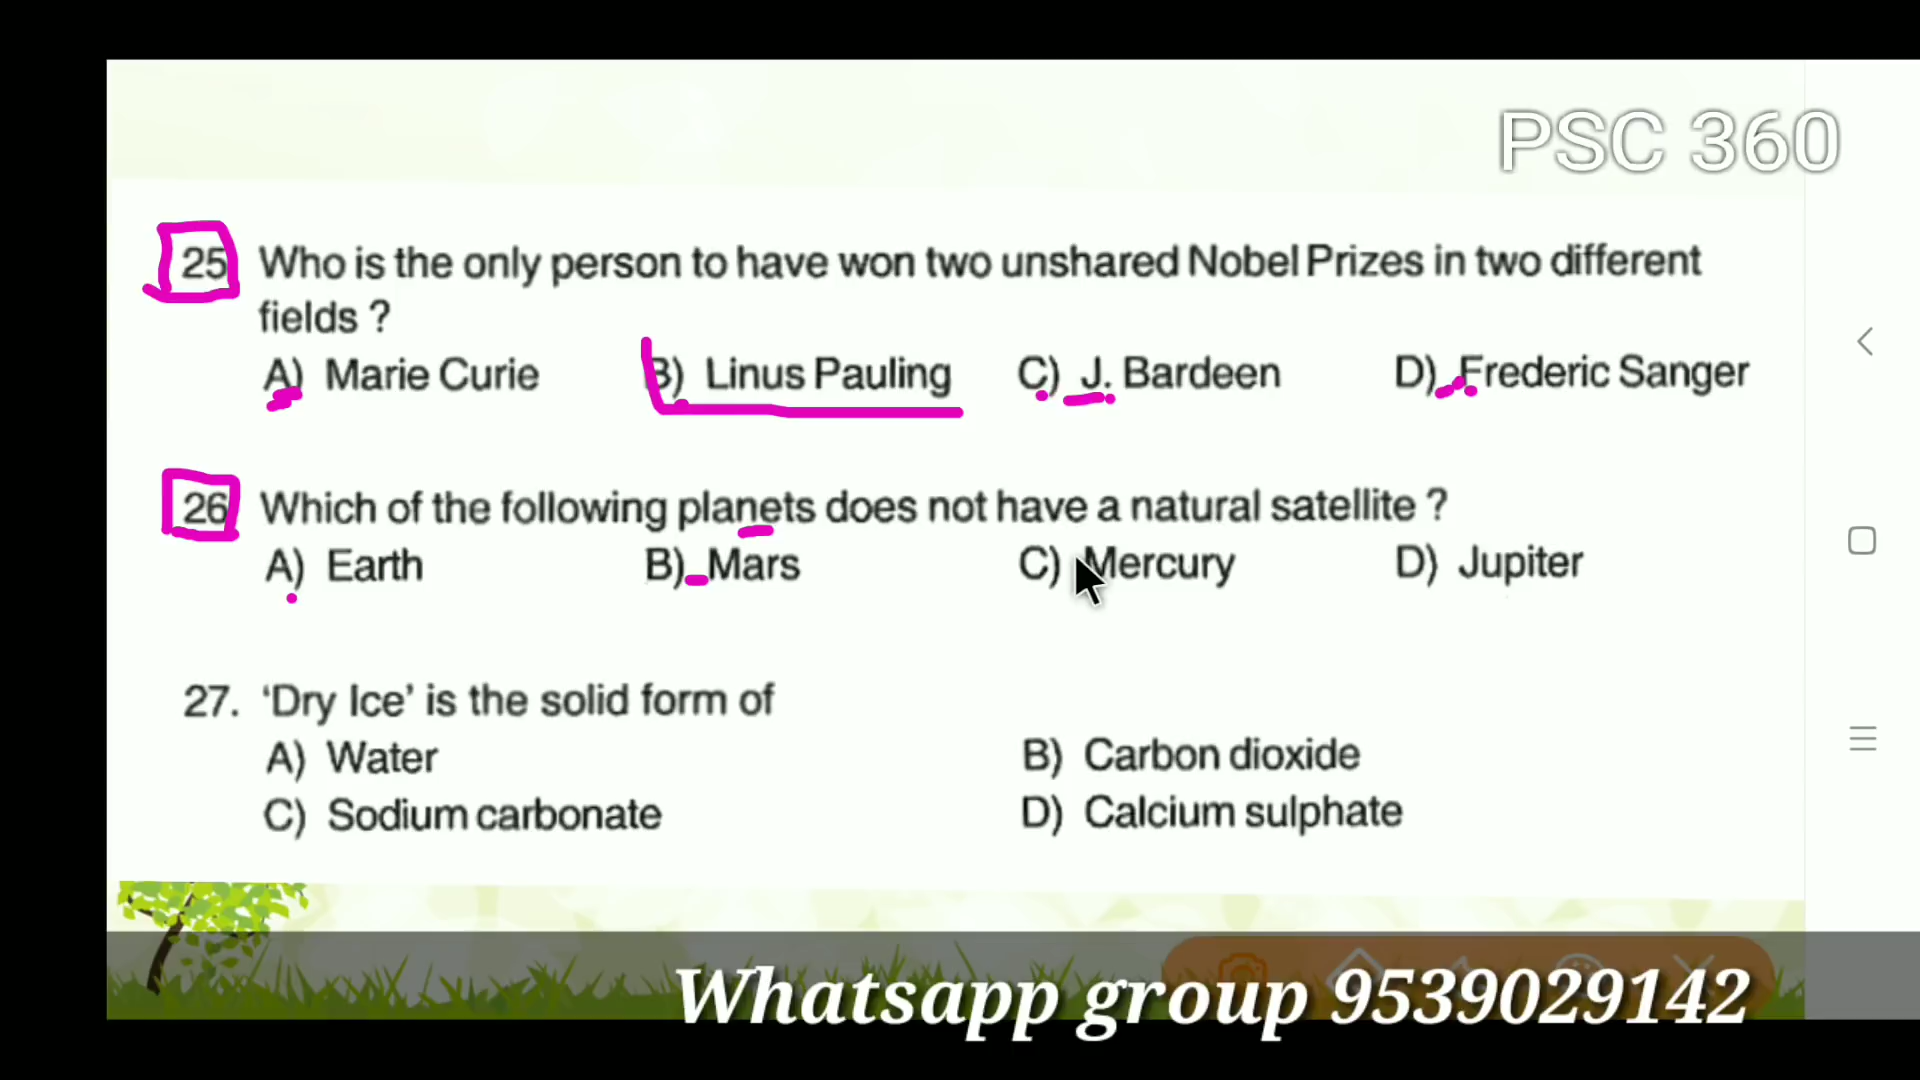 PSC 360
25 Who is the only person to have won two unshared Nobel Prizes in two different
fields ?
A) Marie Curie B) Linus Pauling C) J. Bardeen D) Frederic Sanger
26 Which of the following planets does not have a natural satellite ?
A) Earth B) Mars C) Mercury D) Jupiter
27. ‘Dry Ice’ is the solid form of
A) Water B) Carbon dioxide
C) Sodium carbonate D) Calcium sulphate
Whatsapp group 9539029142